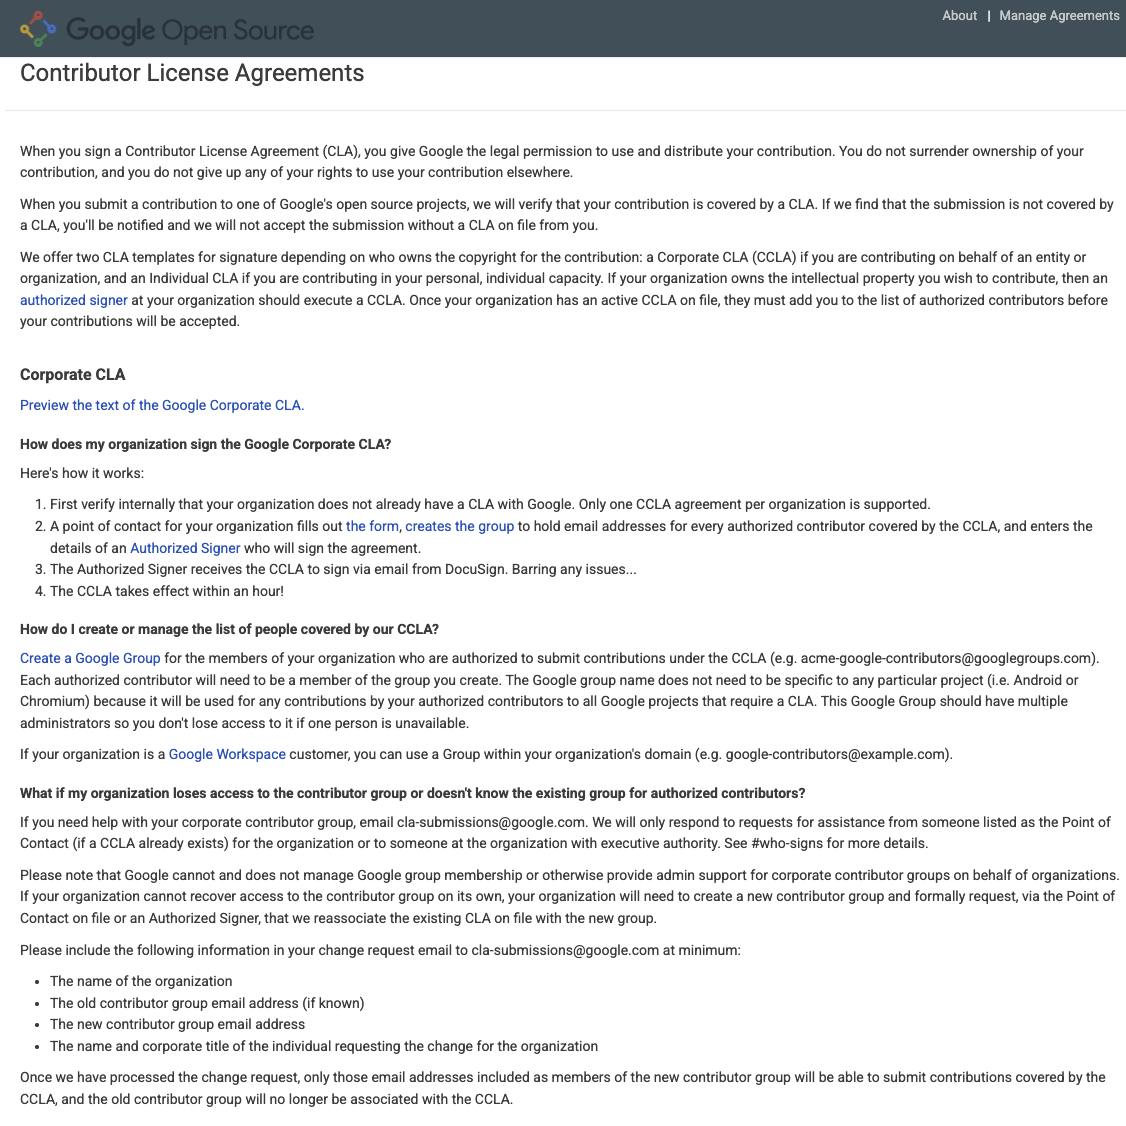 Google Open Source
About | Manage Agreements
Contributor License Agreements
When you sign a Contributor License Agreement (CLA), you give Google the legal permission to use and distribute your contribution. You do not surrender ownership of your
contribution, and you do not give up any of your rights to use your contribution elsewhere.
When you submit a contribution to one of Google's open source projects, we will verify that your contribution is covered by a CLA. If we find that the submission is not covered by
a CLA, you'll be notified and we will not accept the submission without a CLA on file from you.
We offer two CLA templates for signature depending on who owns the copyright for the contribution: a Corporate CLA (CCLA) if you are contributing on behalf of an entity or
organization, and an Individual CLA if you are contributing in your personal, individual capacity. If your organization owns the intellectual property you wish to contribute, then an
authorized signer at your organization should execute a CCLA. Once your organization has an active CCLA on file, they must add you to the list of authorized contributors before
your contributions will be accepted.
Corporate CLA
Preview the text of the Google Corporate CLA.
How does my organization sign the Google Corporate CLA?
Here's how it works:
1. First verify internally that your organization does not already have a CLA with Google. Only one CCLA agreement per organization is supported.
2. A point of contact for your organization fills out the form, creates the group to hold email addresses for every authorized contributor covered by the CCLA, and enters the
details of an Authorized Signer who will sign the agreement.
3. The Authorized Signer receives the CCLA to sign via email from DocuSign. Barring any issues...
4. The CCLA takes effect within an hour!
How do I create or manage the list of people covered by our CCLA?
Create a Google Group for the members of your organization who are authorized to submit contributions under the CCLA (e.g. acme-google-contributors@googlegroups.com).
Each authorized contributor will need to be a member of the group you create. The Google group name does not need to be specific to any particular project (i.e. Android or
Chromium) because it will be used for any contributions by your authorized contributors to all Google projects that require a CLA. This Google Group should have multiple
administrators so you don't lose access to it if one person is unavailable.
If your organization is a Google Workspace customer, you can use a Group within your organization's domain (e.g. google-contributors@example.com).
What if my organization loses access to the contributor group or doesn't know the existing group for authorized contributors?
If you need help with your corporate contributor group, email cla-submissions@google.com. We will only respond to requests for assistance from someone listed as the Point of
Contact (if a CCLA already exists) for the organization or to someone at the organization with executive authority. See #who-signs for more details.
Please note that Google cannot and does not manage Google group membership or otherwise provide admin support for corporate contributor groups on behalf of organizations.
If your organization cannot recover access to the contributor group on its own, your organization will need to create a new contributor group and formally request, via the Point of
Contact on file or an Authorized Signer, that we reassociate the existing CLA on file with the new group.
Please include the following information in your change request email to cla-submissions@google.com at minimum:
• The name of the organization
• The old contributor group email address (if known)
• The new contributor group email address
• The name and corporate title of the individual requesting the change for the organization
Once we have processed the change request, only those email addresses included as members of the new contributor group will be able to submit contributions covered by the
CCLA, and the old contributor group will no longer be associated with the CCLA.